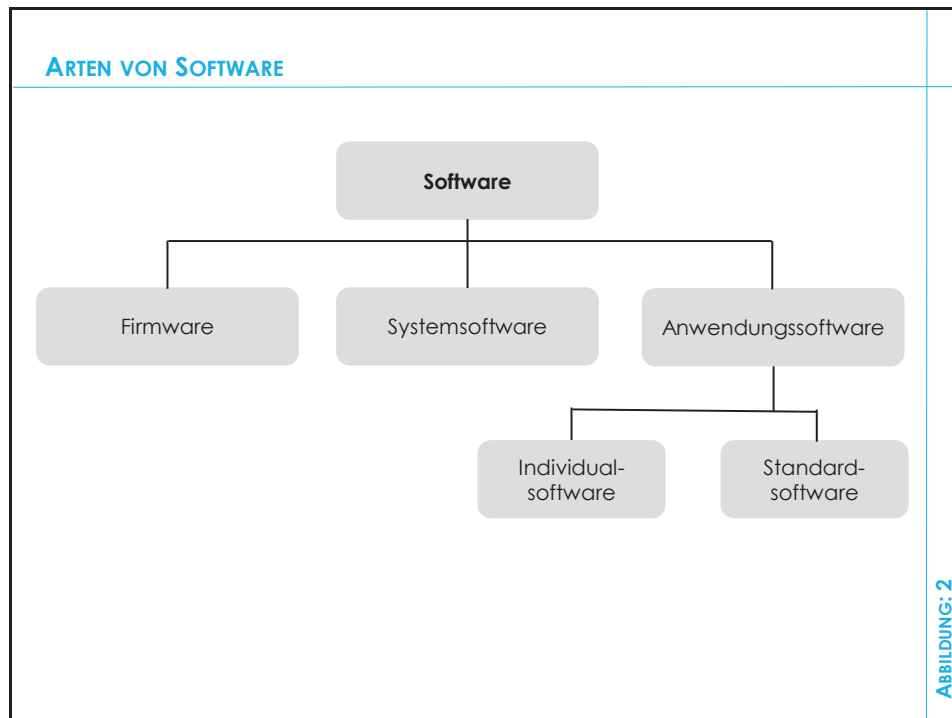 ARTEN VON SOFTWARE
Software
Firmware
Systemsoftware
Anwendungssoftware
Individual-
software
Standard-
software
ABBILDUNG: 2